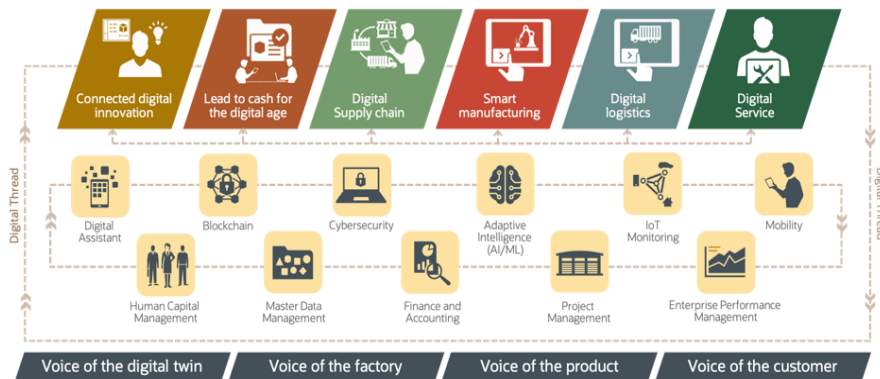 Connected digital
innovation
Lead to cash for
the digital age
Digital
Supply chain
Smart
manufacturing
Digital
logistics
Digital
Service
Digital Thread
Digital Thread
Digital
Assistant
Blockchain
Cybersecurity
Adaptive
Intelligence
(AI/ML)
IoT
Monitoring
Mobility
Human Capital
Management
Master Data
Management
Finance and
Accounting
Project
Management
Enterprise Performance
Management
Voice of the digital twin
Voice of the factory
Voice of the product
Voice of the customer